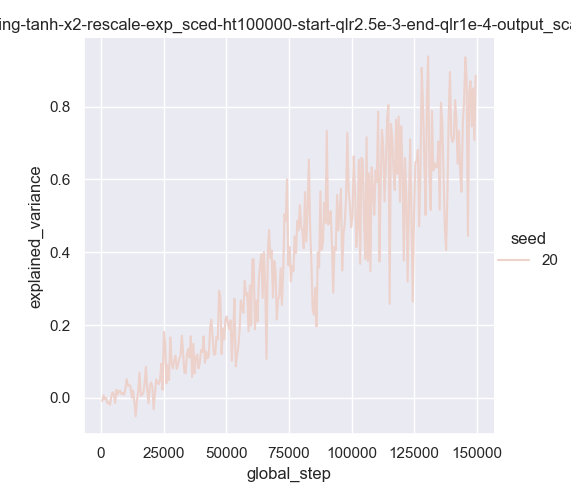 ing-tanh-x2-rescale-exp_sced-ht100000-start-qlr2.5e-3-end-qlr1e-4-output_sca
explained_variance
0.8
0.6
0.4
0.2
0.0
seed
20
0 25000 50000 75000 100000 125000 150000
global_step